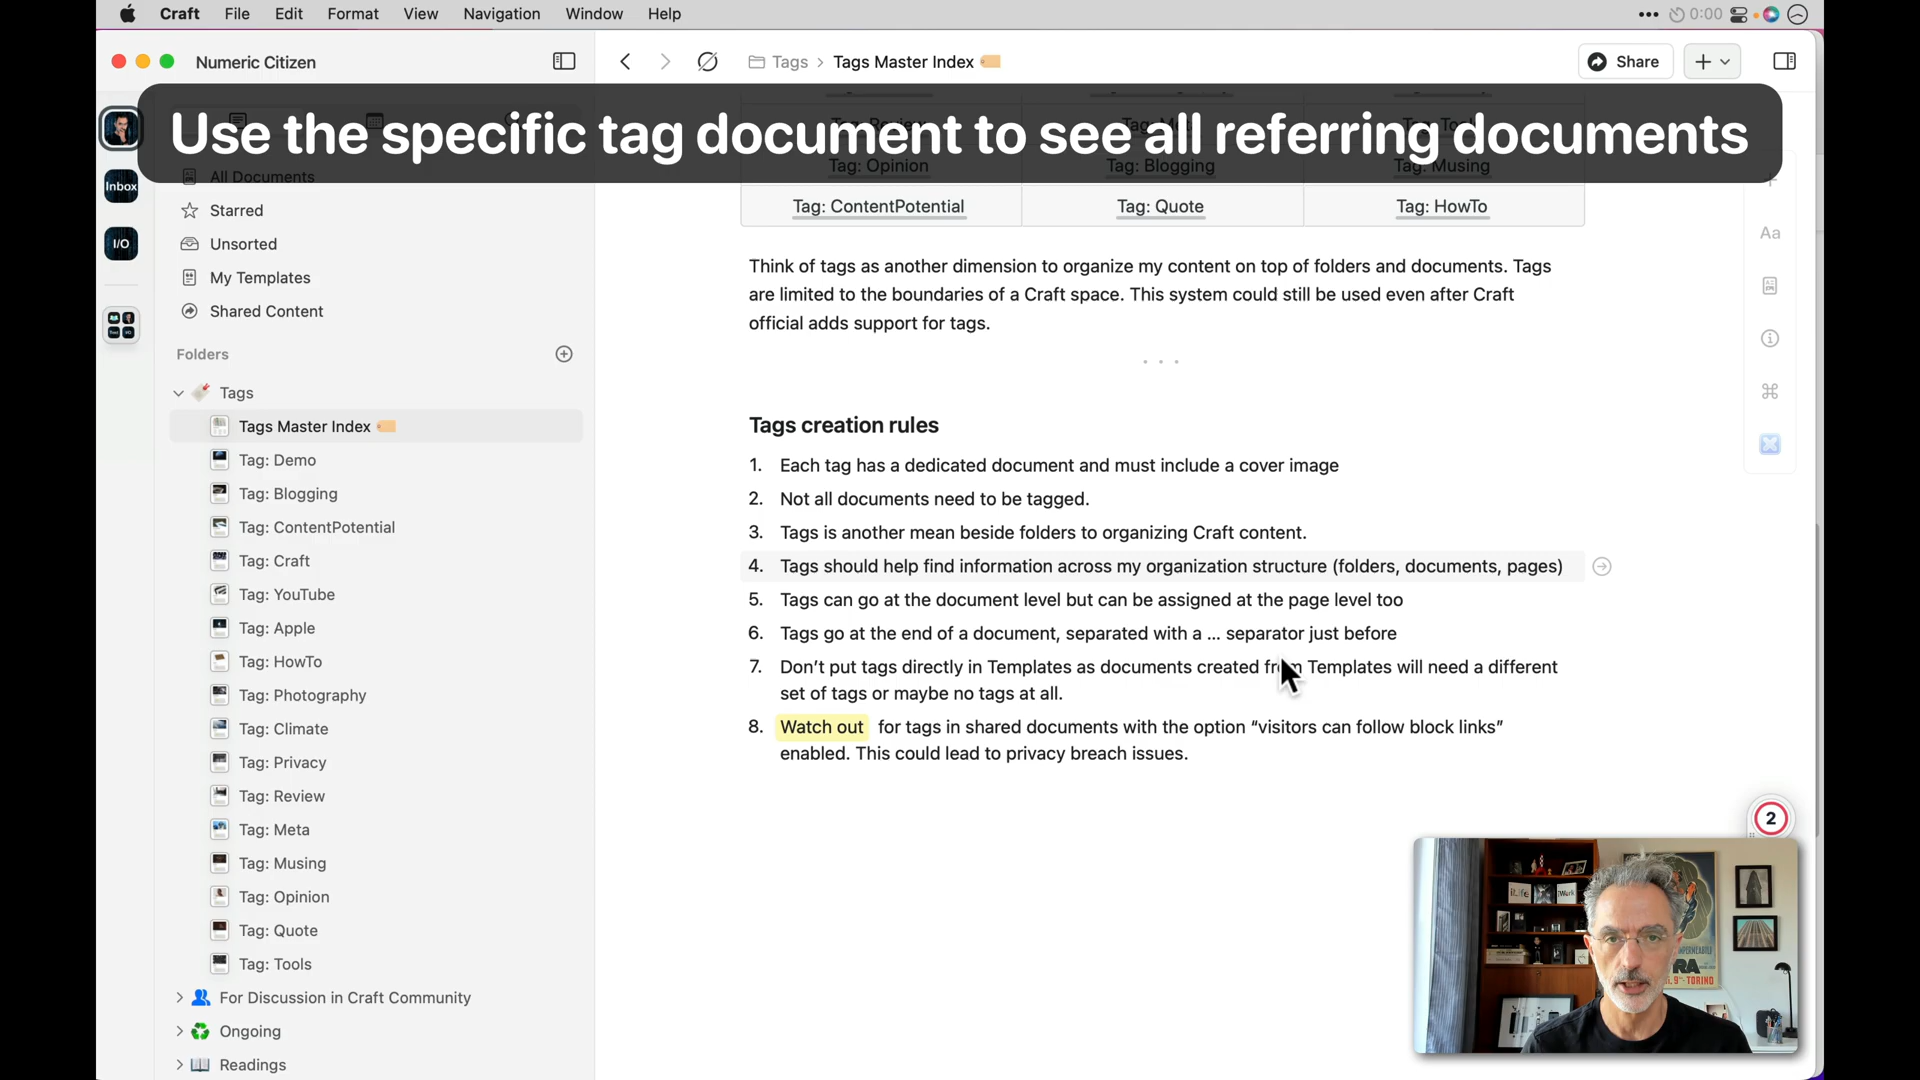 Craft File Edit Format View Navigation Window Help
0:00
Numeric Citizen
Tags › Tags Master Index
Share
Use the specific tag document to see all referring documents
Inbox
I/O
All Documents
Starred
Unsorted
My Templates
Shared Content
Folders
Tags
Tags Master Index
Tag: Demo
Tag: Blogging
Tag: ContentPotential
Tag: Craft
Tag: YouTube
Tag: Apple
Tag: HowTo
Tag: Photography
Tag: Climate
Tag: Privacy
Tag: Review
Tag: Meta
Tag: Musing
Tag: Opinion
Tag: Quote
Tag: Tools
For Discussion in Craft Community
Ongoing
Readings
Tag: Opinion Tag: Blogging Tag: Musing
Tag: ContentPotential Tag: Quote Tag: HowTo
Think of tags as another dimension to organize my content on top of folders and documents. Tags
are limited to the boundaries of a Craft space. This system could still be used even after Craft
official adds support for tags.
Tags creation rules
1. Each tag has a dedicated document and must include a cover image
2. Not all documents need to be tagged.
3. Tags is another mean beside folders to organizing Craft content.
4. Tags should help find information across my organization structure (folders, documents, pages)
5. Tags can go at the document level but can be assigned at the page level too
6. Tags go at the end of a document, separated with a ... separator just before
7. Don’t put tags directly in Templates as documents created from Templates will need a different
set of tags or maybe no tags at all.
8. Watch out for tags in shared documents with the option “visitors can follow block links”
enabled. This could lead to privacy breach issues.
Aa
2
iLife
iWork